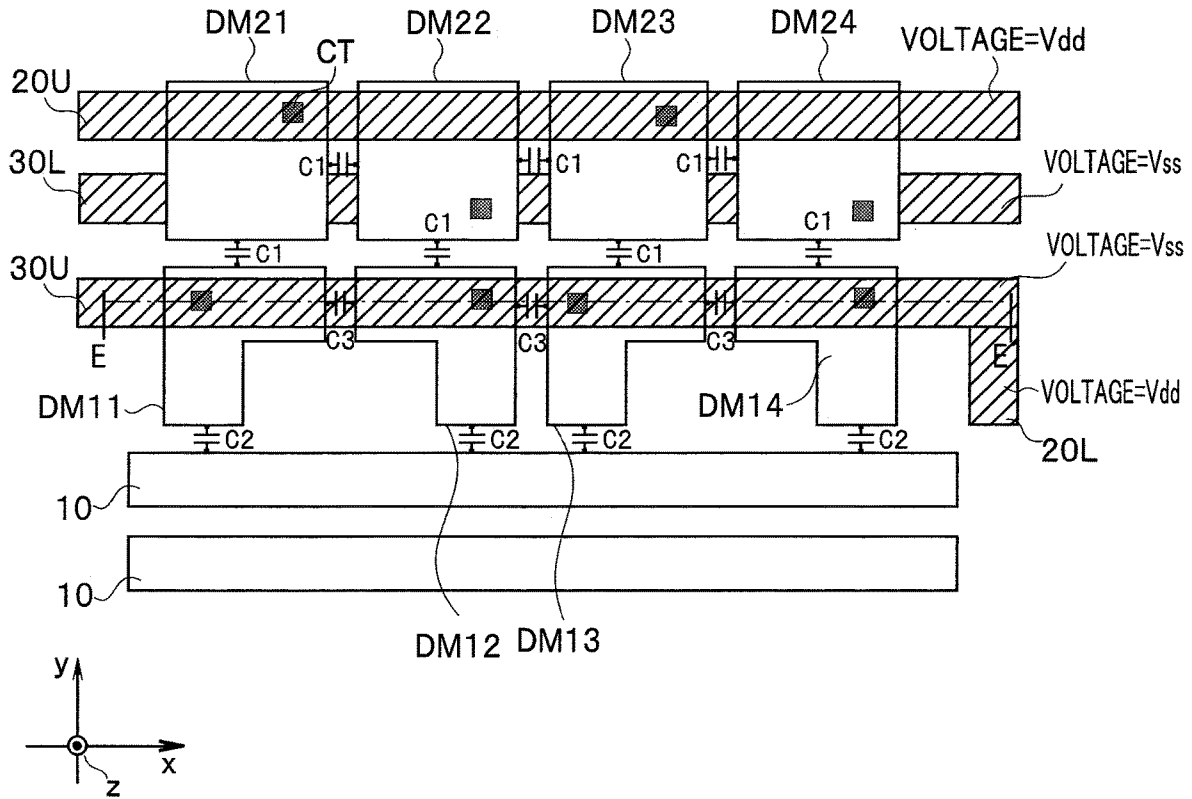 DM21 DM22 DM23 DM24 VOLTAGE=Vdd
CT
20U
C1 C1 C1
30L VOLTAGE=Vss
C1 C1
C1 C1
VOLTAGE=Vss
30U
C3 C3 C3
E E
VOLTAGE=Vdd
DM11 DM14
C2 C2 C2 C2
20L
10
10
DM12 DM13
y
x
z